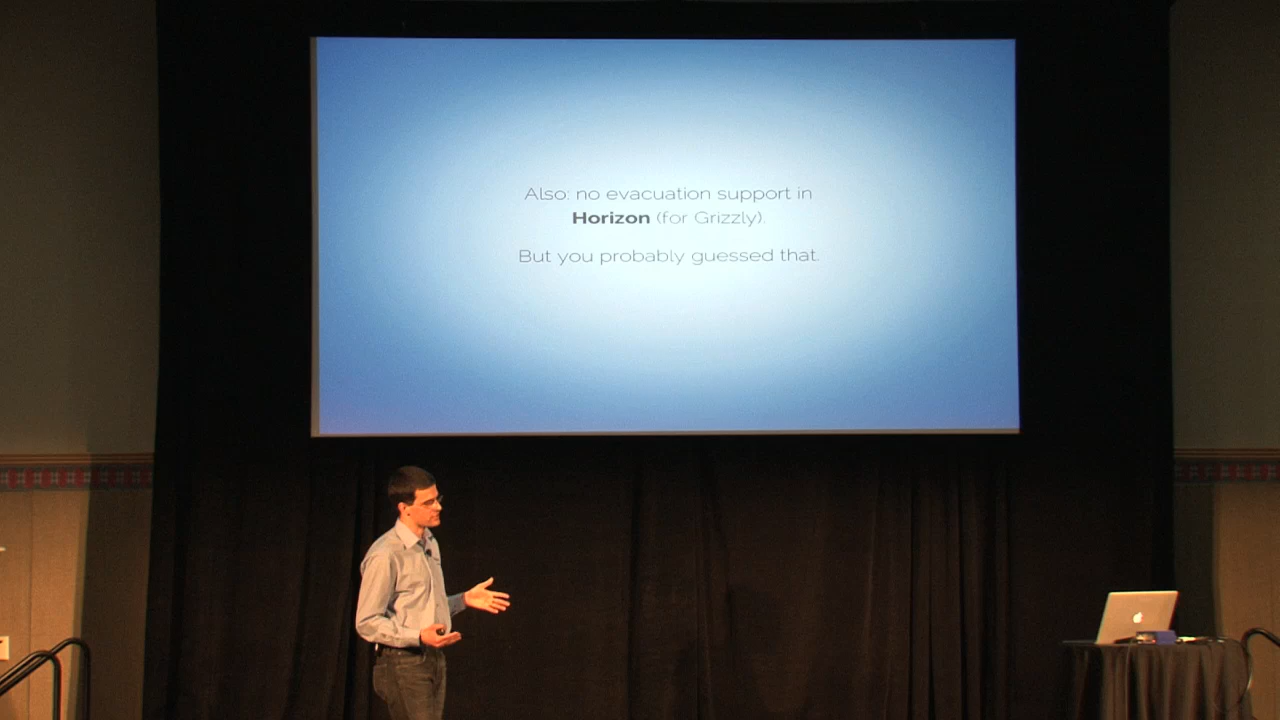 Also: no evacuation support in
Horizon (for Grizzly).
But you probably guessed that.